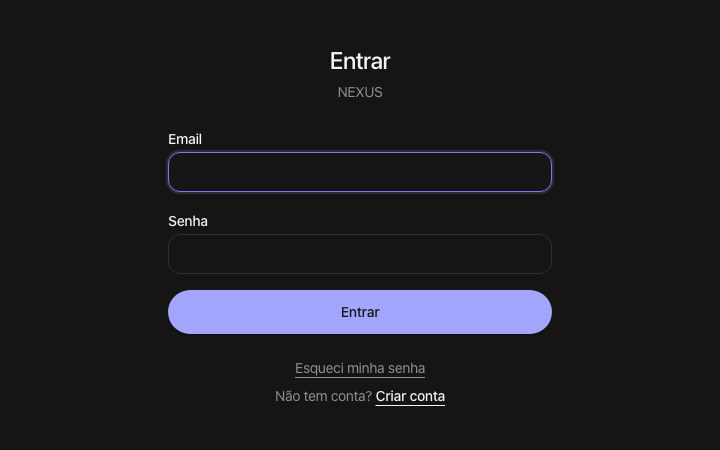 Entrar
NEXUS
Email
Senha
Entrar
Esqueci minha senha
Não tem conta? Criar conta